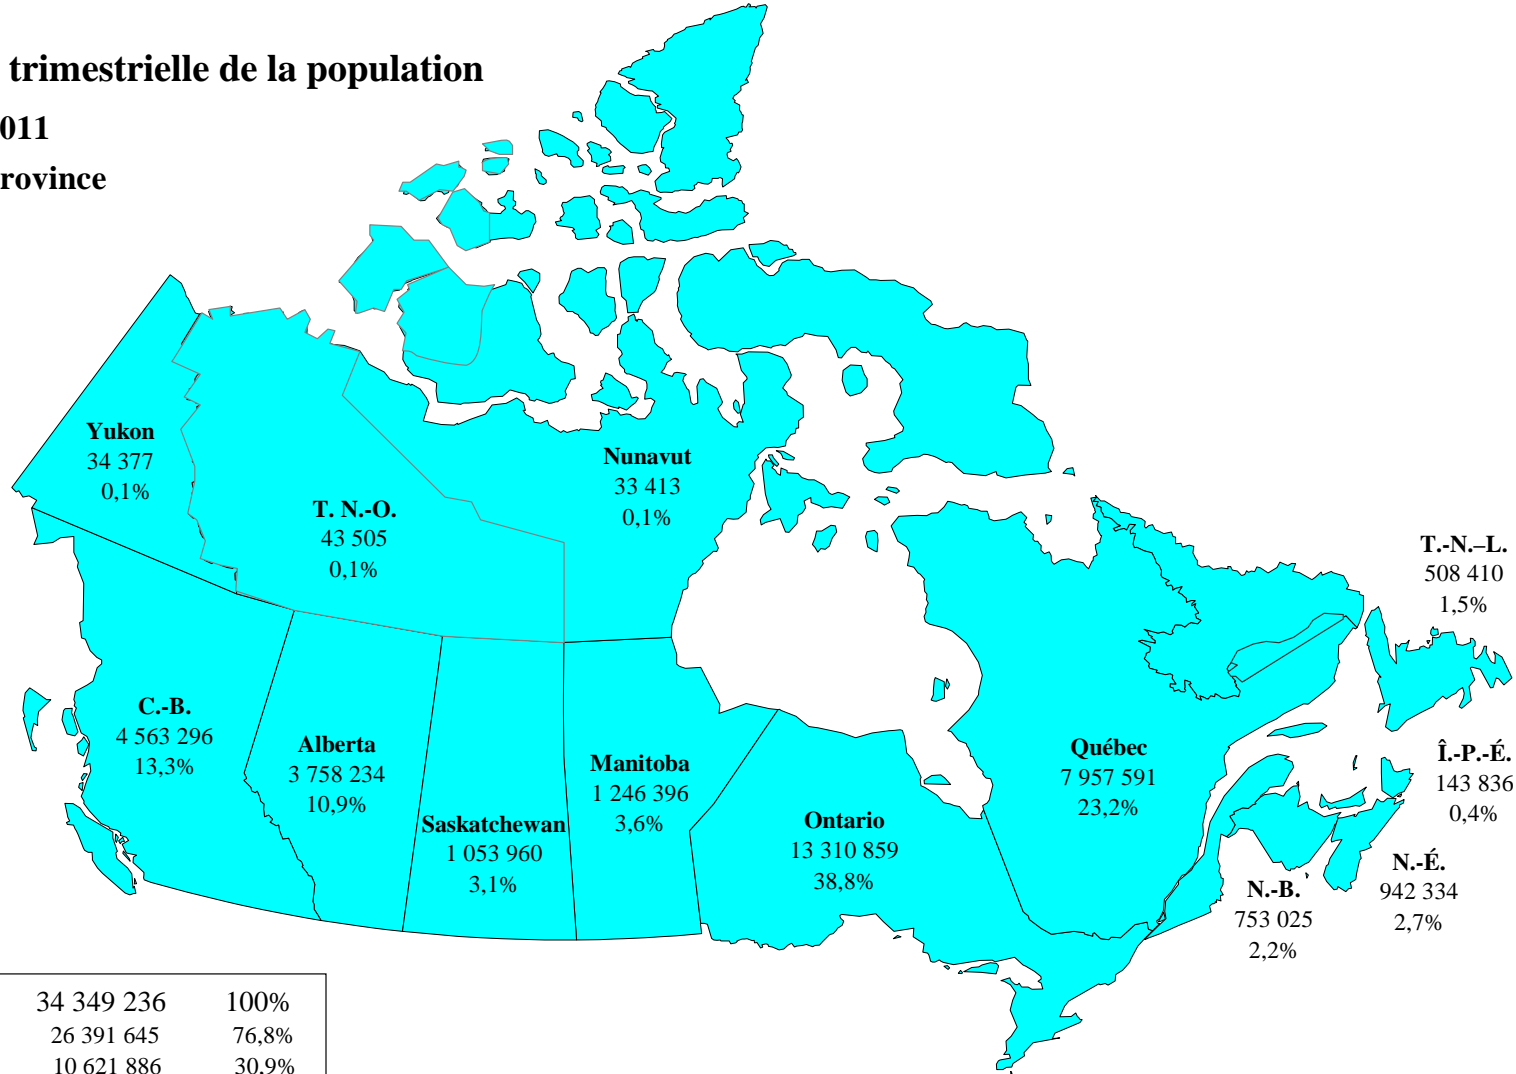 trimestrielle de la population
011
rovince
Yukon
34 377
0,1%
T. N.-O.
43 505
0,1%
Nunavut
33 413
0,1%
T.-N.–L.
508 410
1,5%
C.-B.
4 563 296
13,3%
Alberta
3 758 234
10,9%
Saskatchewan
1 053 960
3,1%
Manitoba
1 246 396
3,6%
Ontario
13 310 859
38,8%
Québec
7 957 591
23,2%
Î.-P.-É.
143 836
0,4%
N.-É.
942 334
2,7%
N.-B.
753 025
2,2%
34 349 236 100%
26 391 645 76,8%
10 621 886 30,9%